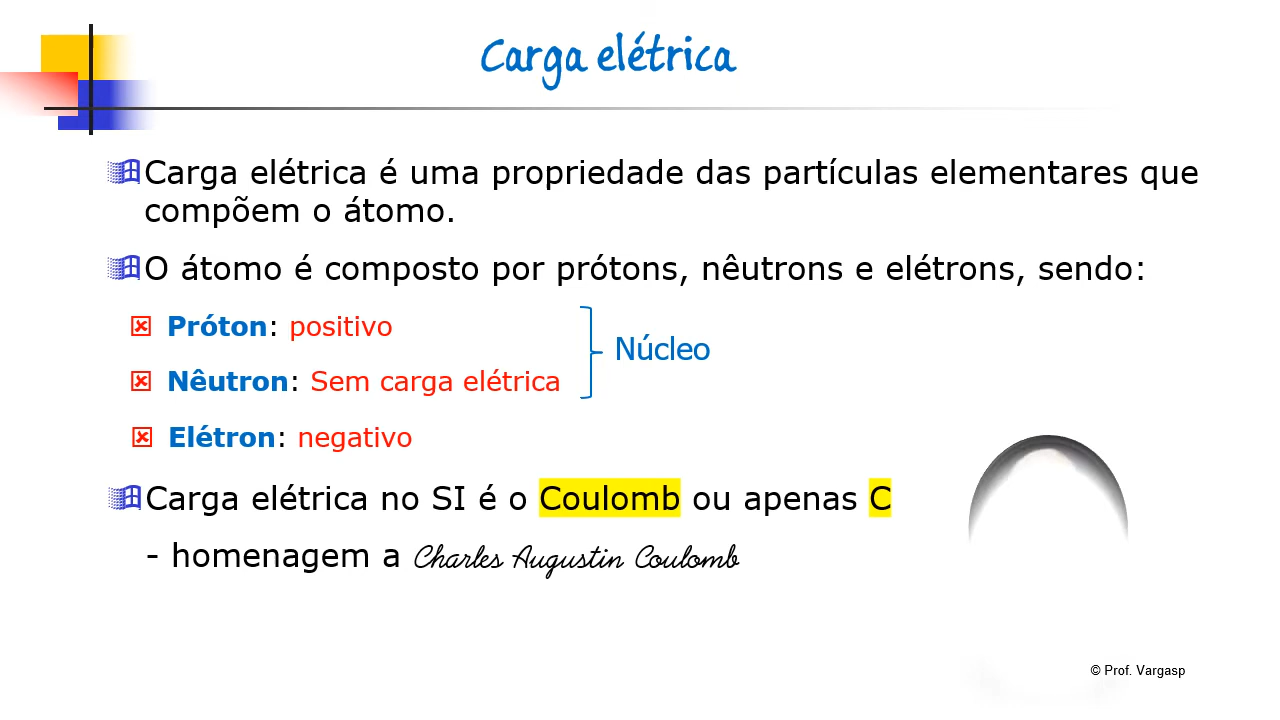 Carga elétrica
Carga elétrica é uma propriedade das partículas elementares que
compõem o átomo.
O átomo é composto por prótons, nêutrons e elétrons, sendo:
Próton: positivo
Núcleo
Nêutron: Sem carga elétrica
Elétron: negativo
Carga elétrica no SI é o Coulomb ou apenas C
- homenagem a Charles Augustin Coulomb
© Prof. Vargasp